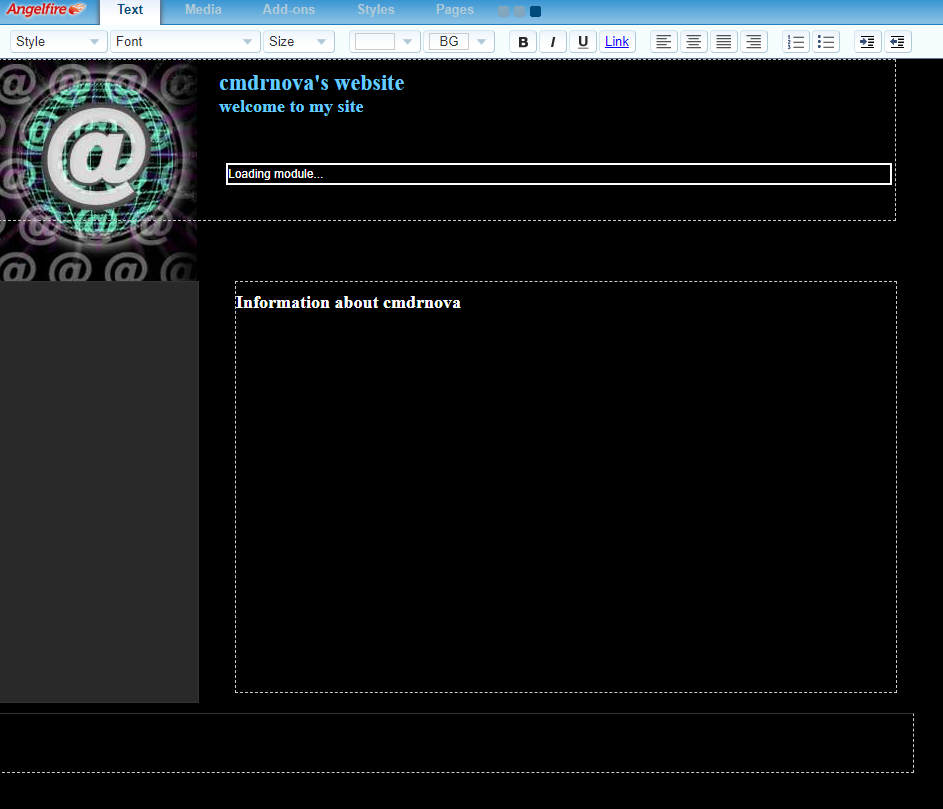 Angelfire Text Media Add-ons Styles Pages
Style Font Size BG B I U Link
@
cmdrnova's website
welcome to my site
Loading module...
Information about cmdrnova